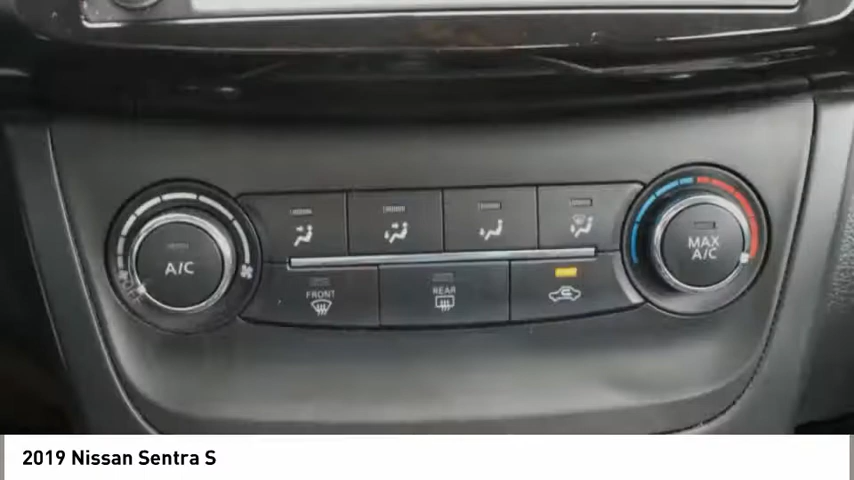 A/C
MAX
A/C
FRONT
REAR
2019 Nissan Sentra S